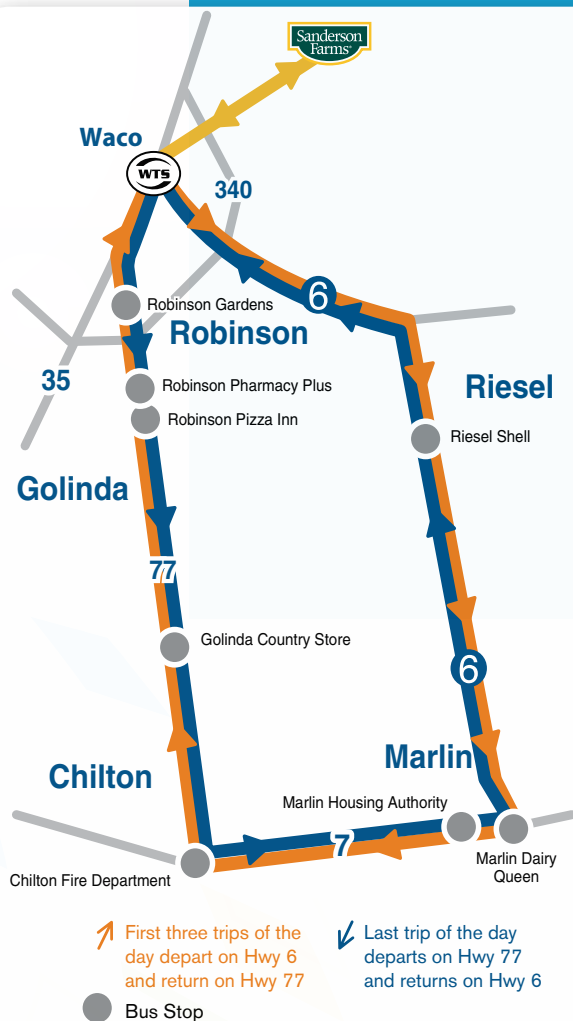 Sanderson
Farms®
Waco
WTS
340
6
Robinson Gardens
Robinson
35
Robinson Pharmacy Plus
Riesel
Robinson Pizza Inn
Riesel Shell
Golinda
77
Golinda Country Store
6
Chilton
Marlin
Marlin Housing Authority
7
Marlin Dairy
Queen
Chilton Fire Department
First three trips of the
day depart on Hwy 6
and return on Hwy 77
Last trip of the day
departs on Hwy 77
and returns on Hwy 6
Bus Stop